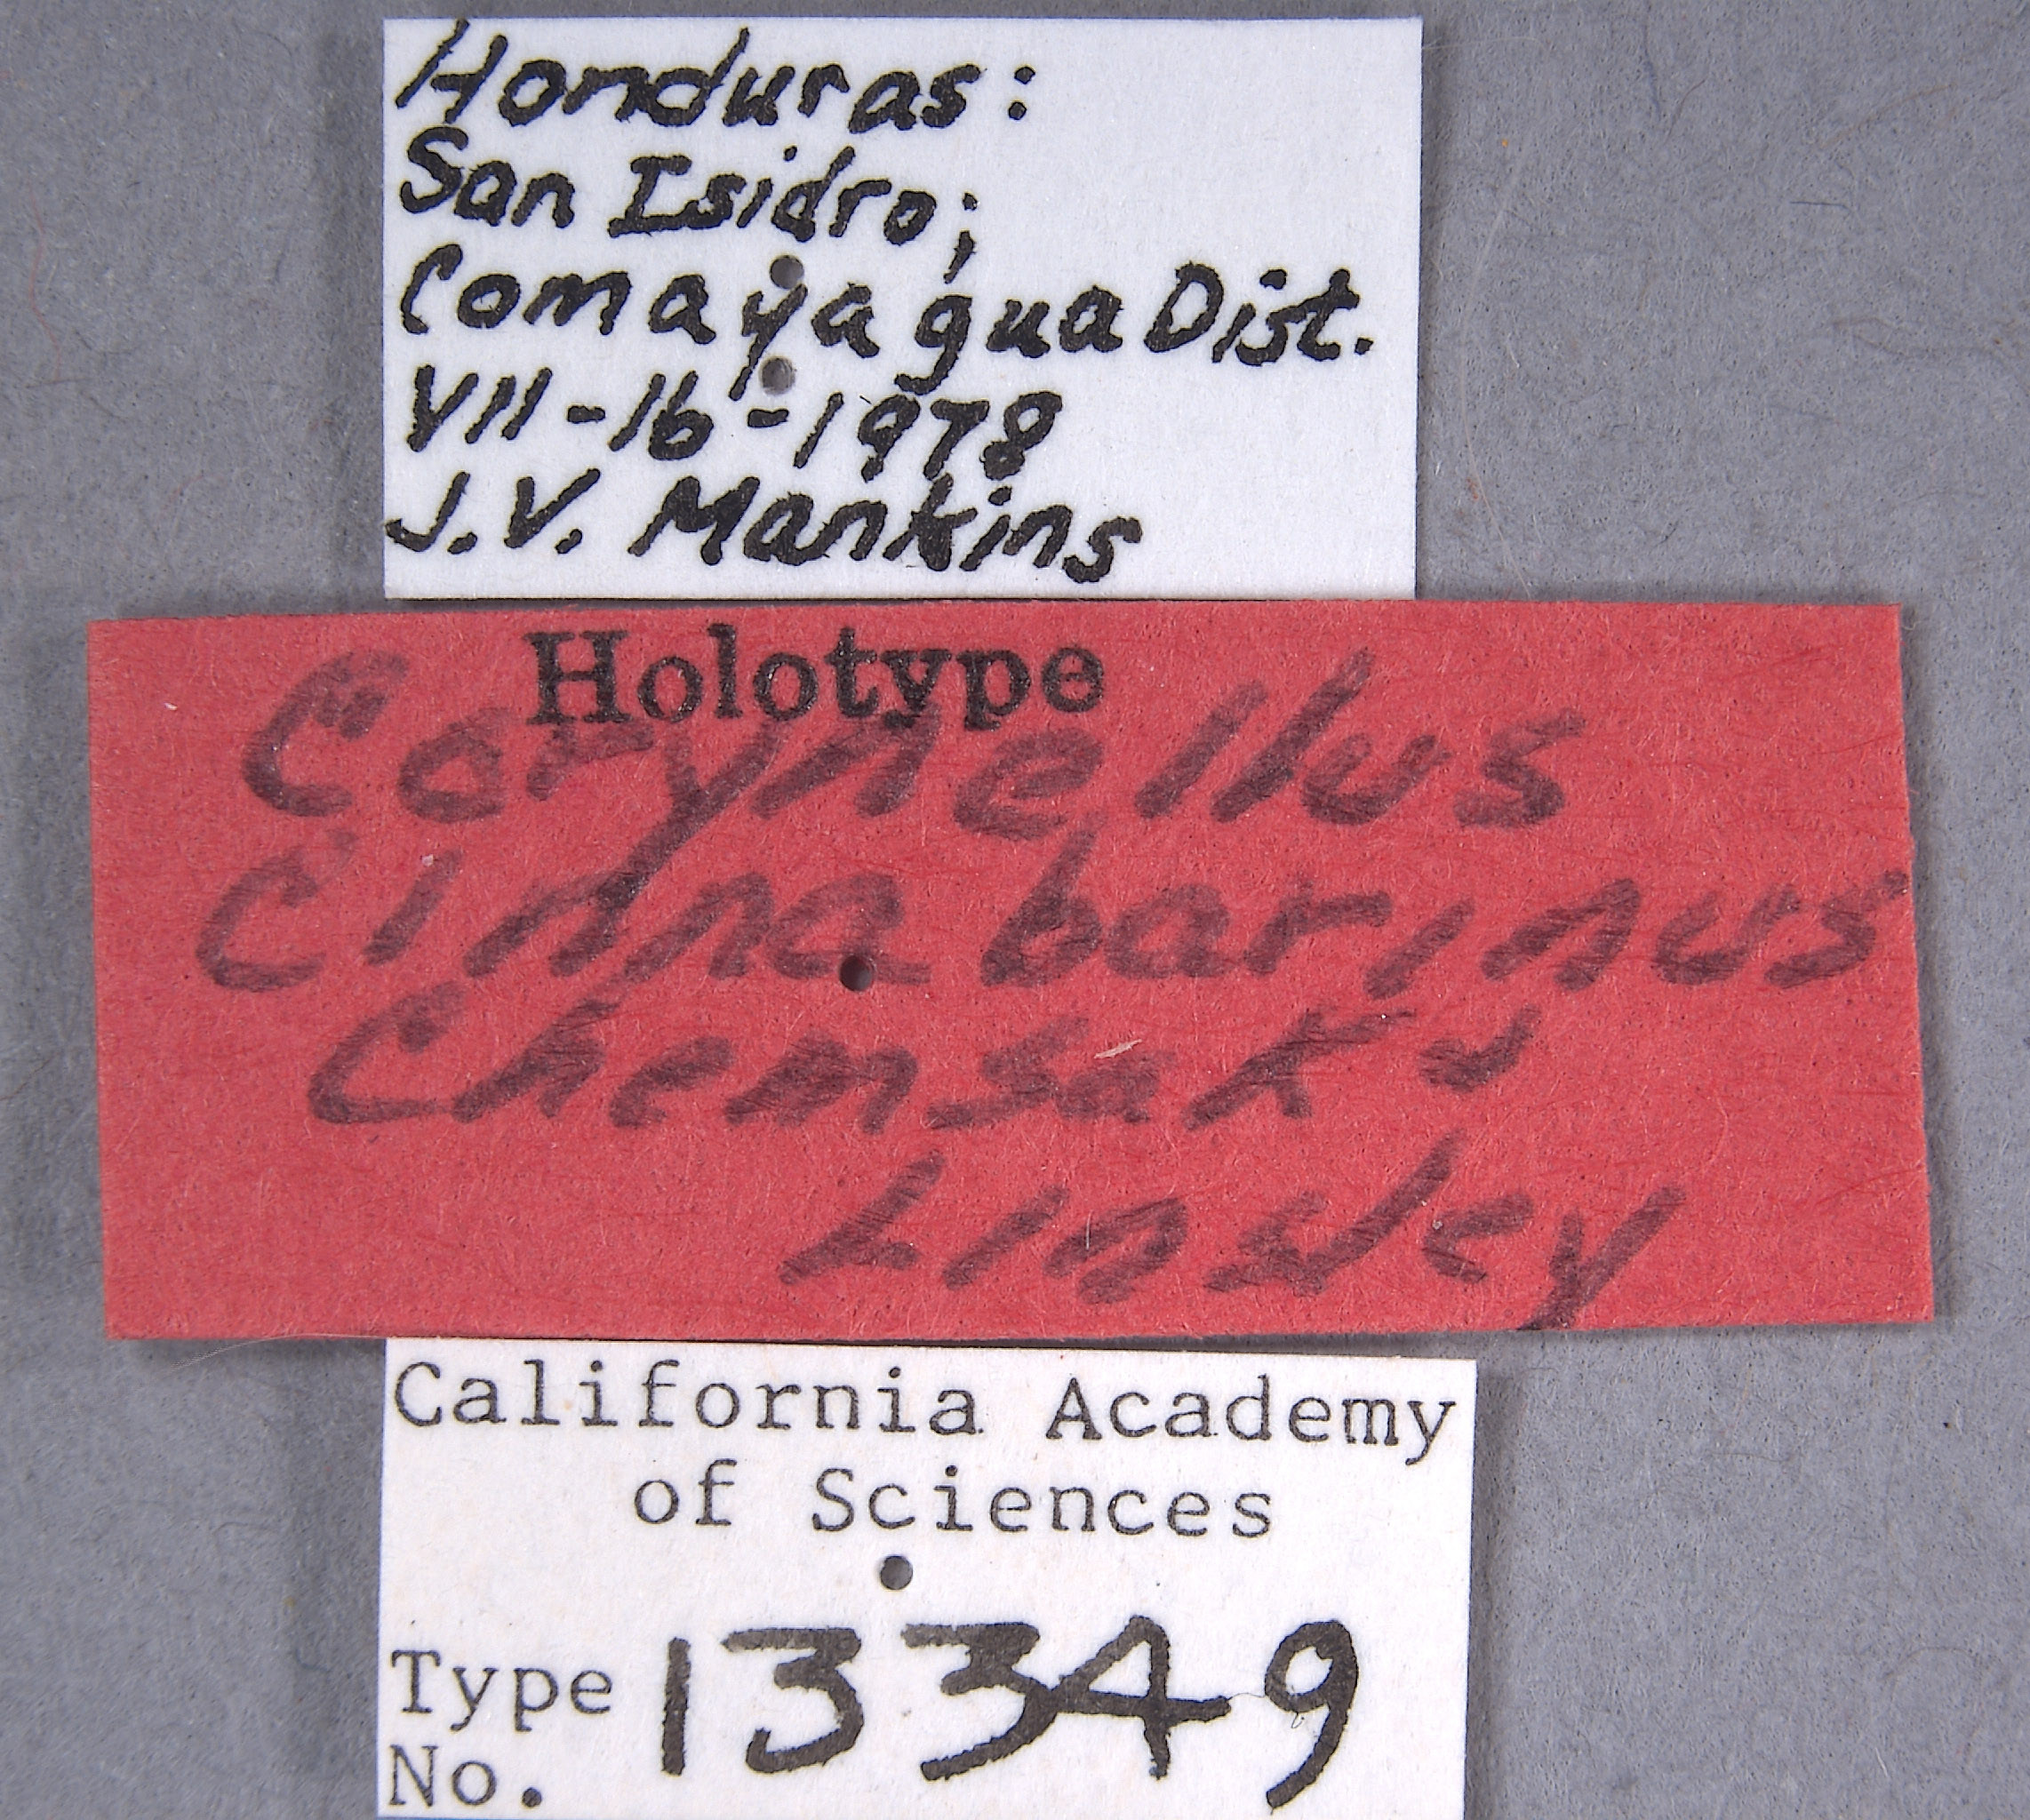 Honduras:
San Isidro;
Comayagua Dist.
VII-16-1978
J.V. Mankins
Holotype
Corynellus
cinnabarinus
Chemsak &
Linsley
California Academy
of Sciences
Type
No. 13349